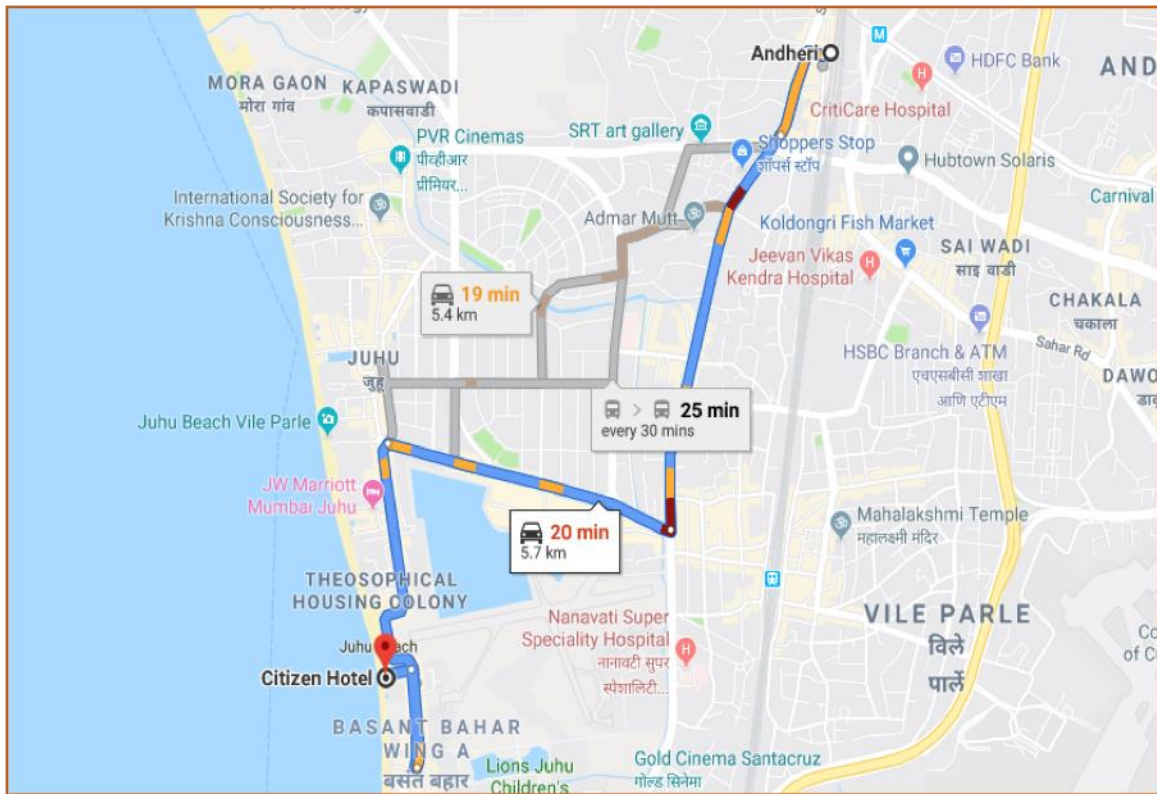 Andheri
M
HDFC Bank
AND
MORA GAON
मोरा गांव
KAPASWADI
कपासवाडी
CritiCare Hospital
H
PVR Cinemas
पीव्हीआर
प्रीमियर...
SRT art gallery
Shoppers Stop
शॉपर्स स्टॉप
Hubtown Solaris
International Society for
Krishna Consciousness...
Carnival
Admar Mutt
Koldongri Fish Market
SAI WADI
साइ वाडी
Jeevan Vikas
Kendra Hospital
H
19 min
5.4 km
CHAKALA
चकाला
HSBC Branch & ATM
एचएसबीसी शाखा
आणि एटीएम
Sahar Rd
DAWO
JUHU
जुहू
25 min
every 30 mins
Juhu Beach Vile Parle
JW Marriott
Mumbai Juhu
20 min
5.7 km
Mahalakshmi Temple
महालक्ष्मी मंदिर
THEOSOPHICAL
HOUSING COLONY
Nanavati Super
Speciality Hospital
नानावटी सुपर
स्पेशालिटी...
H
VILE PARLE
विले
पार्ले
Co
of Cu
Citizen Hotel
BASANT BAHAR
WING A
बसंत बहार
Lions Juhu
Children's
Gold Cinema Santacruz
गोल्ड सिनेमा